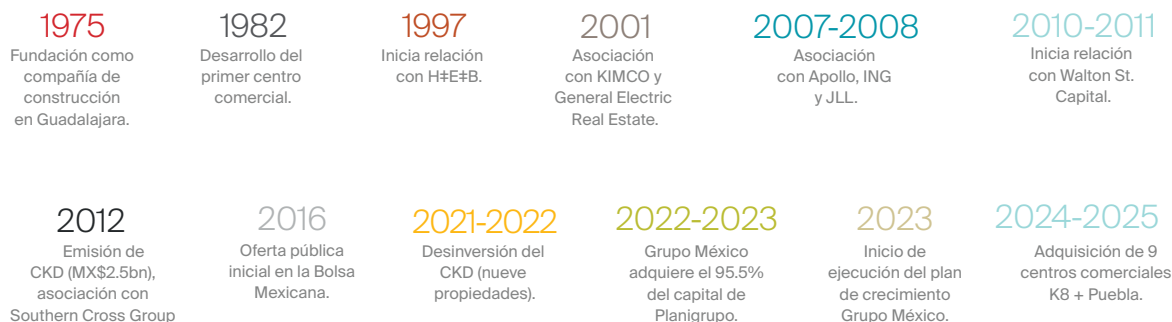 1975
Fundación como
compañía de
construcción
en Guadalajara.
1982
Desarrollo del
primer centro
comercial.
1997
Inicia relación
con H‡E‡B.
2001
Asociación
con KIMCO y
General Electric
Real Estate.
2007-2008
Asociación
con Apollo, ING
y JLL.
2010-2011
Inicia relación
con Walton St.
Capital.
2012
Emisión de
CKD (MX$2.5bn),
asociación con
Southern Cross Group
2016
Oferta pública
inicial en la Bolsa
Mexicana.
2021-2022
Desinversión del
CKD (nueve
propiedades).
2022-2023
Grupo México
adquiere el 95.5%
del capital de
Planigrupo.
2023
Inicio de
ejecución del plan
de crecimiento
Grupo México.
2024-2025
Adquisición de 9
centros comerciales
K8 + Puebla.